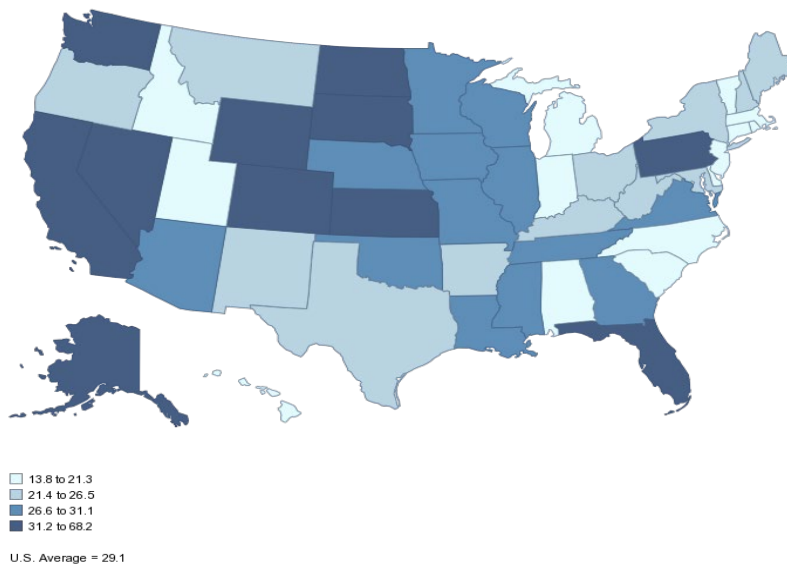 13.8 to 21.3
21.4 to 26.5
26.6 to 31.1
31.2 to 68.2
U.S. Average = 29.1